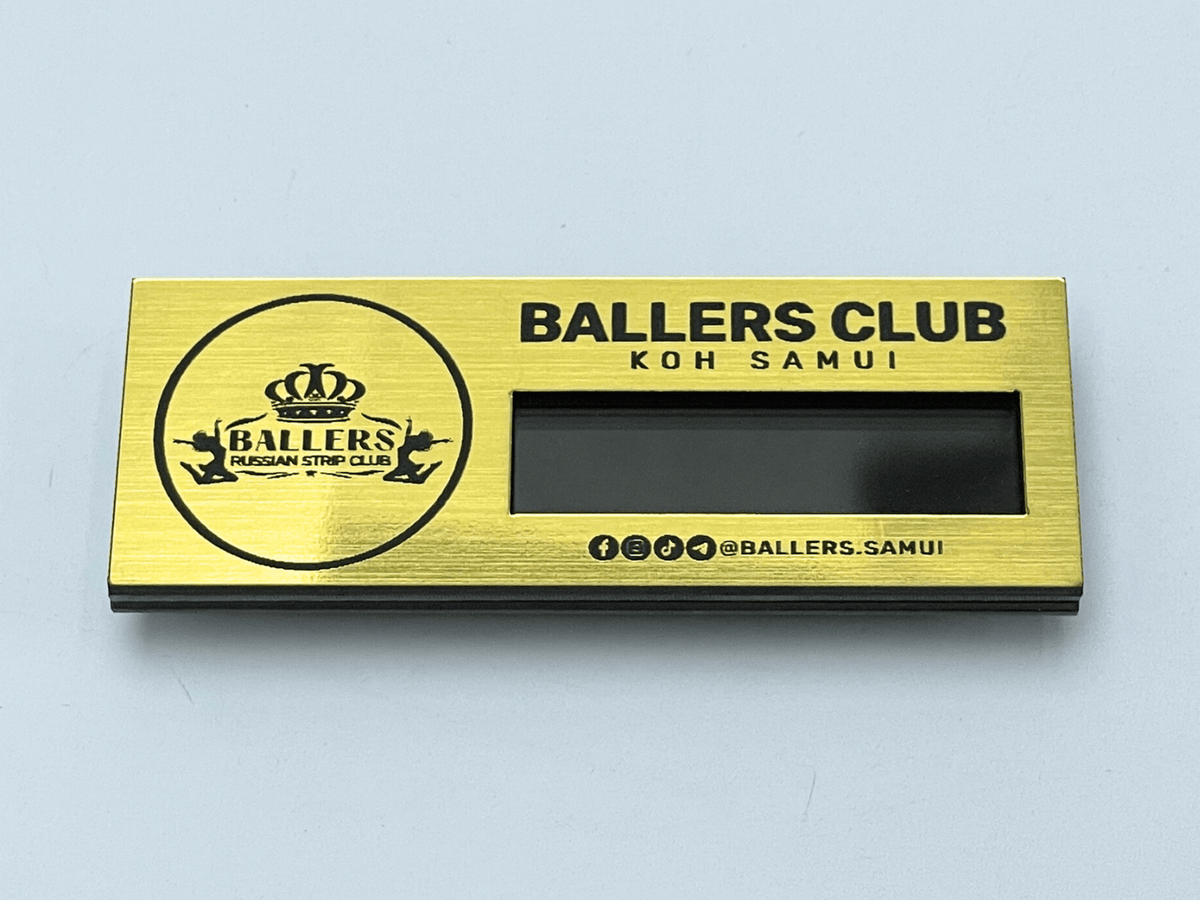 BALLERS
RUSSIAN STRIP CLUB
BALLERS CLUB
KOH SAMUI
@BALLERS.SAMUI